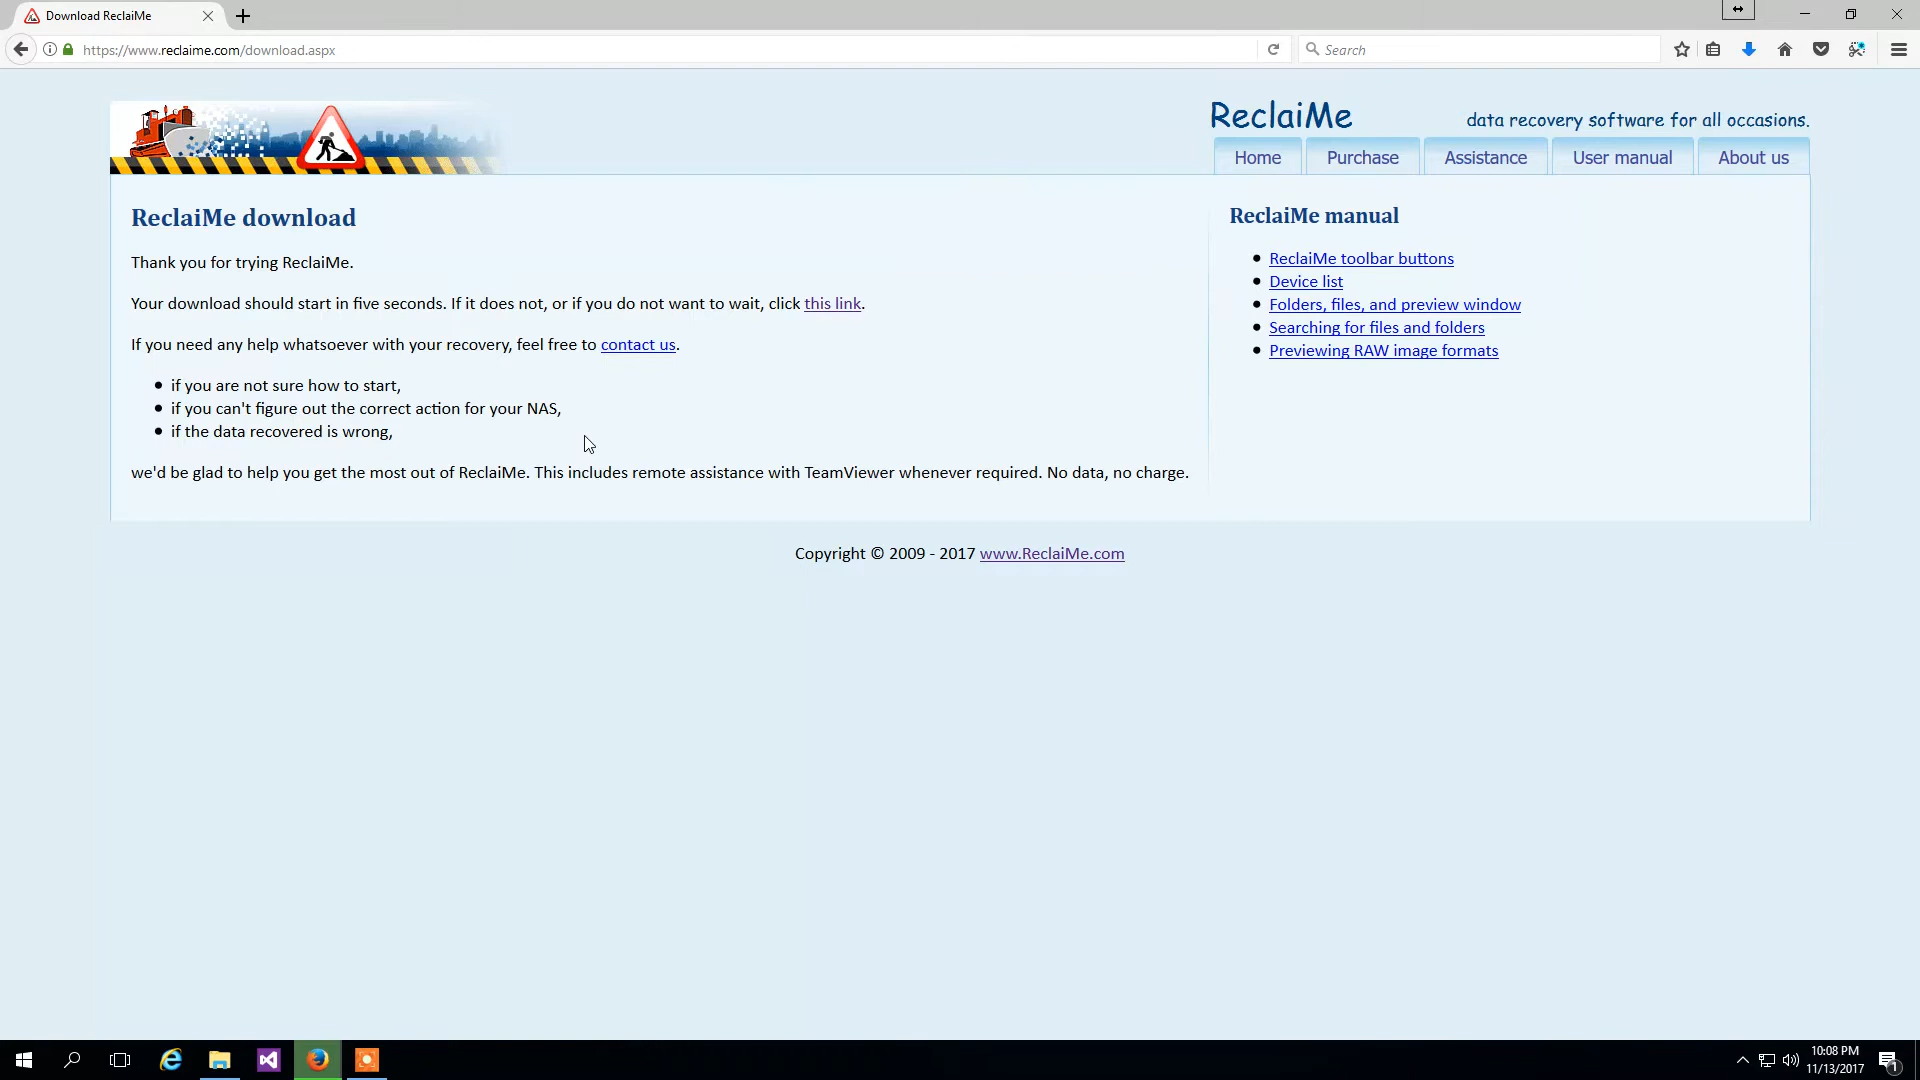 Download ReclaiMe
https://www.reclaime.com/download.aspx
Search
ReclaiMe
data recovery software for all occasions.
Home
Purchase
Assistance
User manual
About us
ReclaiMe download
Thank you for trying ReclaiMe.
Your download should start in five seconds. If it does not, or if you do not want to wait, click this link.
If you need any help whatsoever with your recovery, feel free to contact us.
if you are not sure how to start,
if you can't figure out the correct action for your NAS,
if the data recovered is wrong,
we'd be glad to help you get the most out of ReclaiMe. This includes remote assistance with TeamViewer whenever required. No data, no charge.
ReclaiMe manual
ReclaiMe toolbar buttons
Device list
Folders, files, and preview window
Searching for files and folders
Previewing RAW image formats
Copyright © 2009 - 2017 www.ReclaiMe.com
10:08 PM
11/13/2017
1